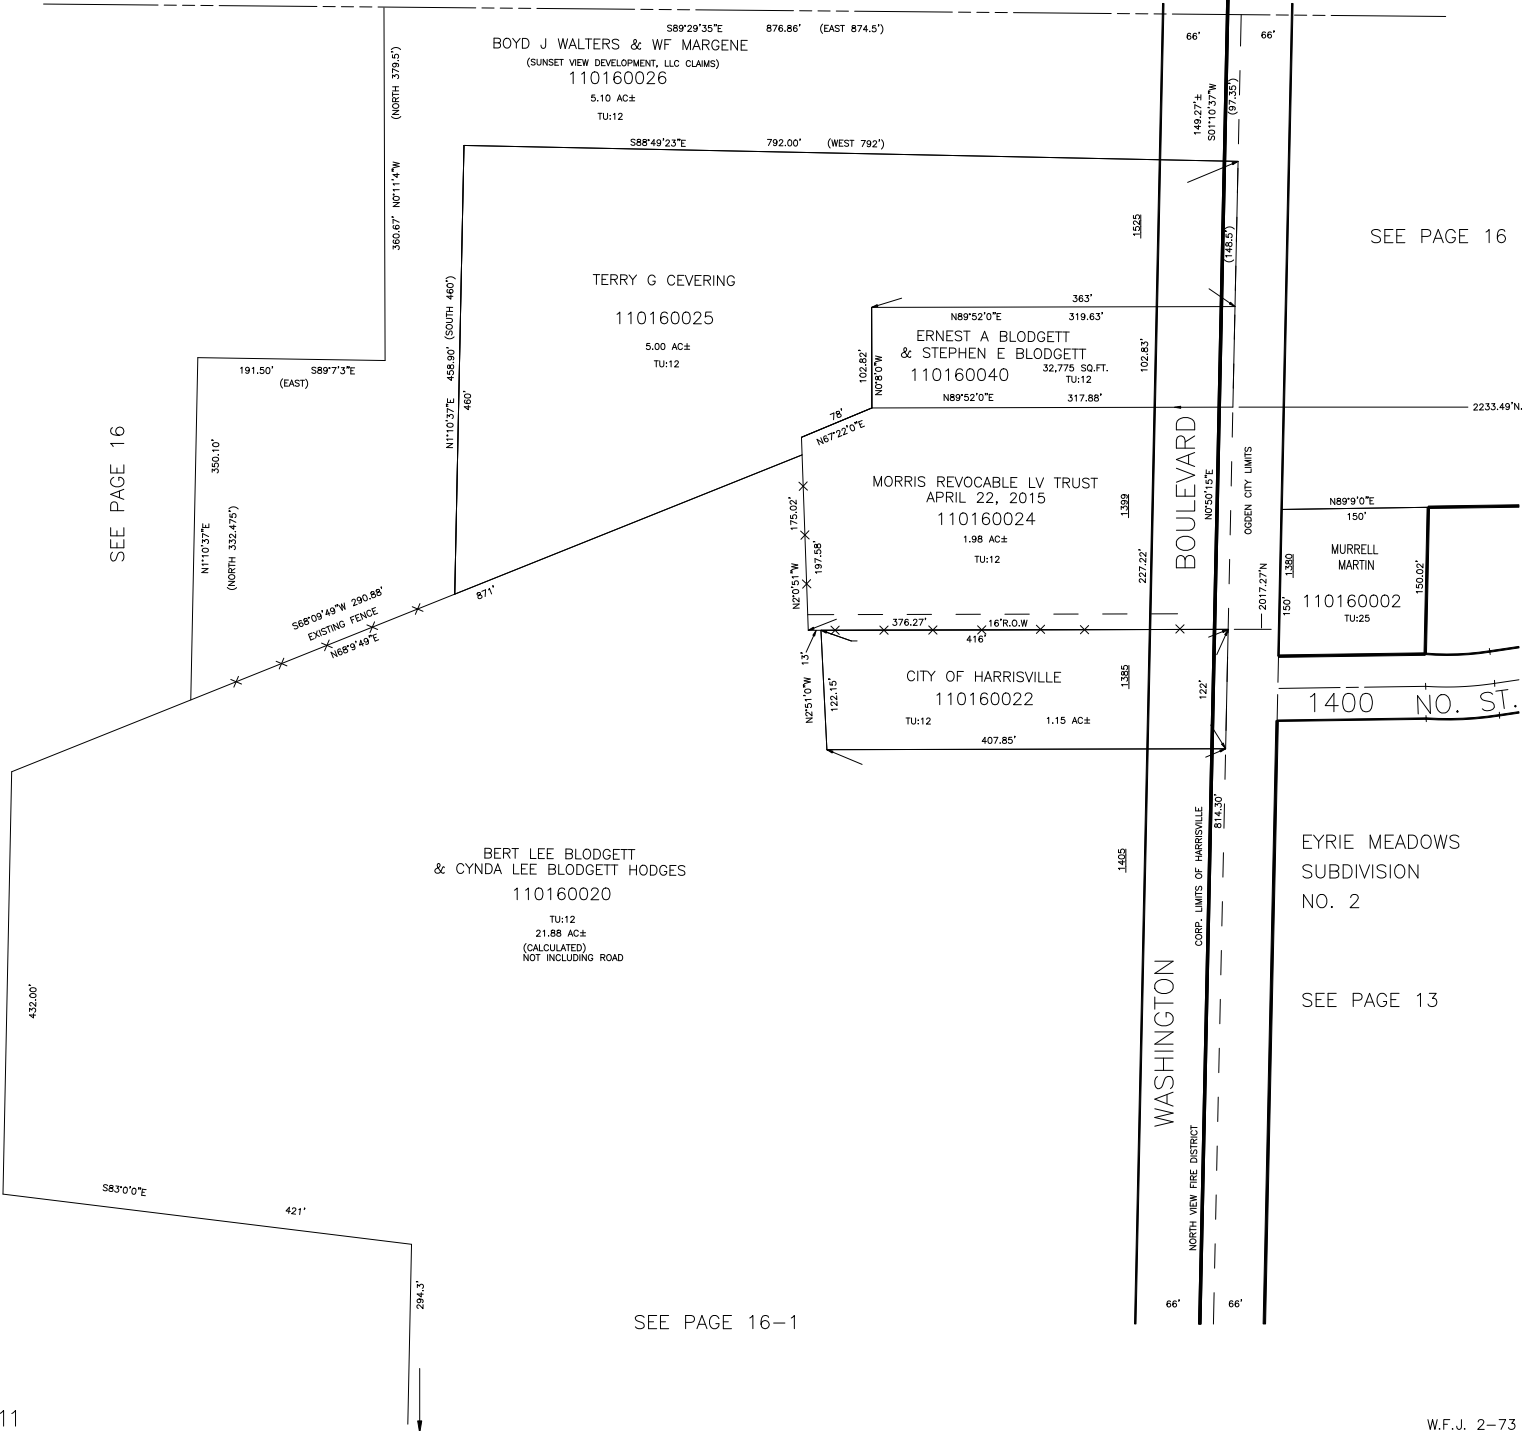 S89°29'35"E 876.86' (EAST 874.5')
BOYD J WALTERS & WF MARGENE
(SUNSET VIEW DEVELOPMENT, LLC CLAIMS)
110160026
5.10 AC±
TU:12
(NORTH 379.5')
360.67' N0°11'4"W
66'
66'
149.27'±
S01°10'37"W
(97.35')
S88°49'23"E 792.00' (WEST 792')
1525
(148.5')
SEE PAGE 16
TERRY G CEVERING
110160025
5.00 AC±
TU:12
N1°10'37"E 458.90' (SOUTH 460')
460'
191.50' S89°7'3"E
(EAST)
363'
N89°52'0"E 319.63'
ERNEST A BLODGETT
& STEPHEN E BLODGETT
110160040
32,775 SQ.FT.
TU:12
102.82'
N0°8'0"W
102.83'
N89°52'0"E 317.88'
2233.49'N.
78'
N67°22'0"E
SEE PAGE 16
350.10'
N1°10'37"E
(NORTH 332.475')
MORRIS REVOCABLE LV TRUST
APRIL 22, 2015
110160024
1.98 AC±
TU:12
1399
175.02'
197.58'
N2°0'51"W
227.22'
BOULEVARD
N0°50'15"E
OGDEN CITY LIMITS
2017.27'N
N89°9'0"E
150'
MURRELL
MARTIN
110160002
TU:25
1380
150'
150.02'
S68°09'49"W 290.88'
EXISTING FENCE
N68°9'49"E
871'
376.27' 16'R.O.W
416'
13'
CITY OF HARRISVILLE
110160022
TU:12 1.15 AC±
1385
N2°51'0"W
122.15'
122'
407.85'
1400 NO. ST.
BERT LEE BLODGETT
& CYNDA LEE BLODGETT HODGES
110160020
TU:12
21.88 AC±
(CALCULATED)
NOT INCLUDING ROAD
1405
814.30'
CORP. LIMITS OF HARRISVILLE
EYRIE MEADOWS
SUBDIVISION
NO. 2
SEE PAGE 13
432.00'
WASHINGTON
NORTH VIEW FIRE DISTRICT
S83°0'0"E
421'
294.3'
66'
66'
SEE PAGE 16-1
11
W.F.J. 2-73